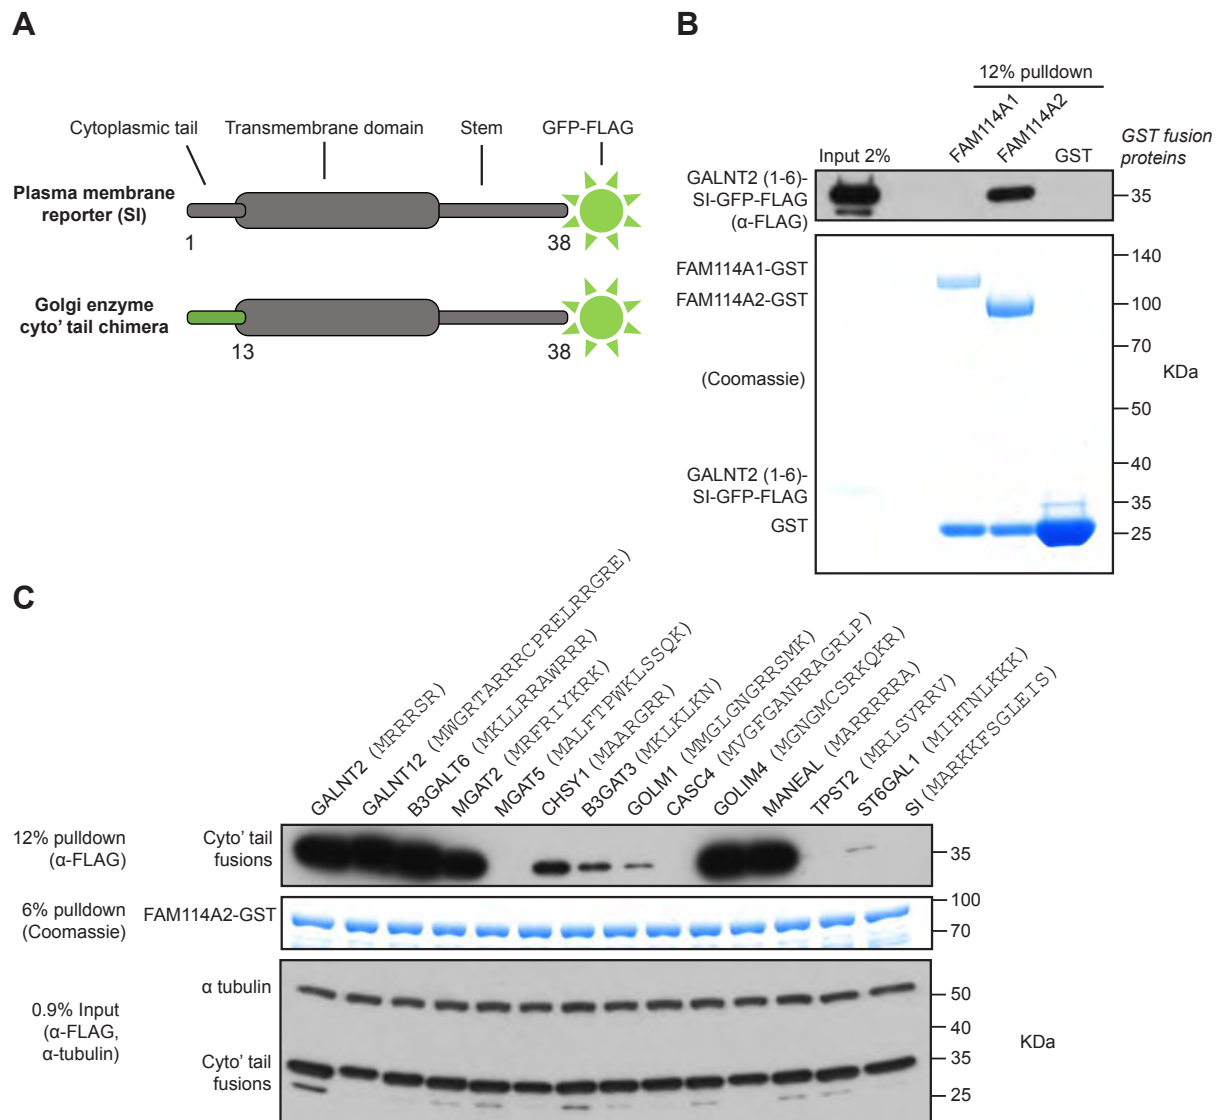 A
Cytoplasmic tail
Transmembrane domain
Stem
GFP-FLAG
Plasma membrane
reporter (SI)
1
38
Golgi enzyme
cyto' tail chimera
13
38
B
12% pulldown
Input 2%
FAM114A1
FAM114A2
GST
GST fusion
proteins
GALNT2 (1-6)-
SI-GFP-FLAG
(α-FLAG)
35
FAM114A1-GST
FAM114A2-GST
(Coomassie)
GALNT2 (1-6)-
SI-GFP-FLAG
GST
140
100
70
50
40
35
25
KDa
C
GALNT2 (MRRRSR)
GALNT12 (MWGRTARRRCPRELRRGRE)
B3GALT6 (MKLLRRAWRRR)
MGAT2 (MRFRIYKRK)
MGAT5 (MALFTPWKLSSQK)
CHSY1 (MAARGRR)
B3GAT3 (MKLKLKN)
GOLM1 (MMGLGNGRRSMK)
CASC4 (MVGFGANRRAGRLP)
GOLIM4 (MGNGMCSRKQKR)
MANEAL (MARRRRRA)
TPST2 (MRLSVRRV)
ST6GAL1 (MIHTNLKKK)
SI (MARKKFSGLEIS)
12% pulldown
(α-FLAG)
Cyto' tail
fusions
35
6% pulldown
(Coomassie)
FAM114A2-GST
100
70
0.9% Input
(α-FLAG,
α-tubulin)
α tubulin
Cyto' tail
fusions
50
40
35
25
KDa